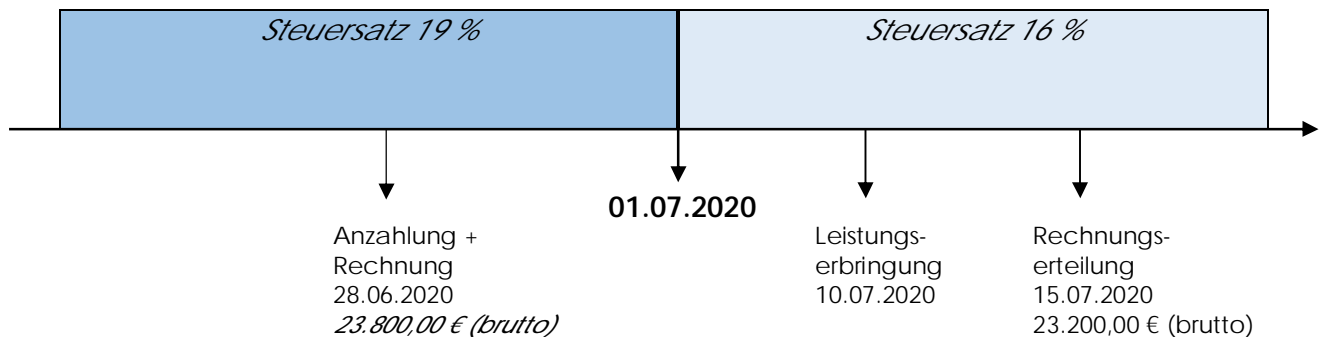 Steuersatz 19 %
Steuersatz 16 %
01.07.2020
Anzahlung +
Rechnung
28.06.2020
23.800,00 € (brutto)
Leistungs-
erbringung
10.07.2020
Rechnungs-
erteilung
15.07.2020
23.200,00 € (brutto)